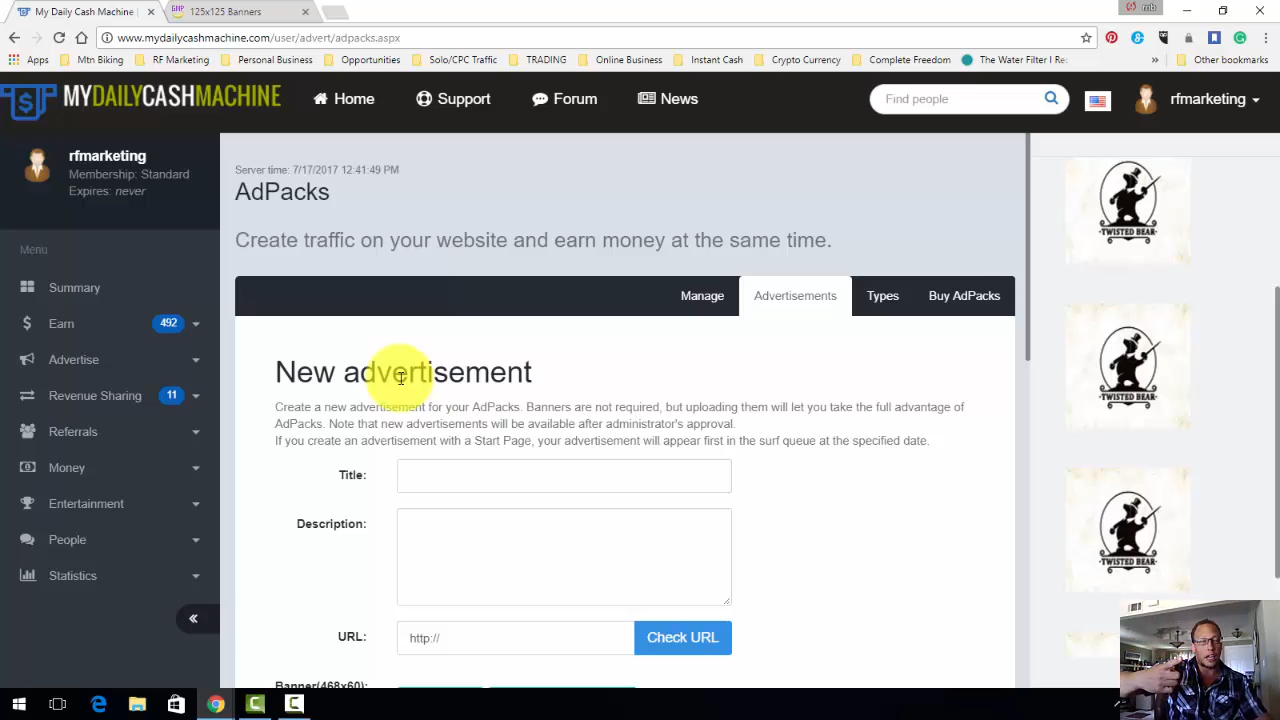 My Daily Cash Machine
125x125 Banners
mb
www.mydailycashmachine.com/user/advert/adpacks.aspx
Apps
Mtn Biking
RF Marketing
Personal Business
Opportunities
Solo/CPC Traffic
TRADING
Online Business
Instant Cash
Crypto Currency
Complete Freedom
The Water Filter I Re
Other bookmarks
MYDAILYCASHMACHINE
Home
Support
Forum
News
Find people
rfmarketing
rfmarketing
Membership: Standard
Expires: never
Menu
Summary
Earn 492
Advertise
Revenue Sharing 11
Referrals
Money
Entertainment
People
Statistics
Server time: 7/17/2017 12:41:49 PM
AdPacks
Create traffic on your website and earn money at the same time.
Manage
Advertisements
Types
Buy AdPacks
New advertisement
Create a new advertisement for your AdPacks. Banners are not required, but uploading them will let you take the full advantage of
AdPacks. Note that new advertisements will be available after administrator's approval.
If you create an advertisement with a Start Page, your advertisement will appear first in the surf queue at the specified date.
Title:
Description:
URL:
http://
Check URL
Banner(468x60):
TWISTED BEAR
TWISTED BEAR
TWISTED BEAR